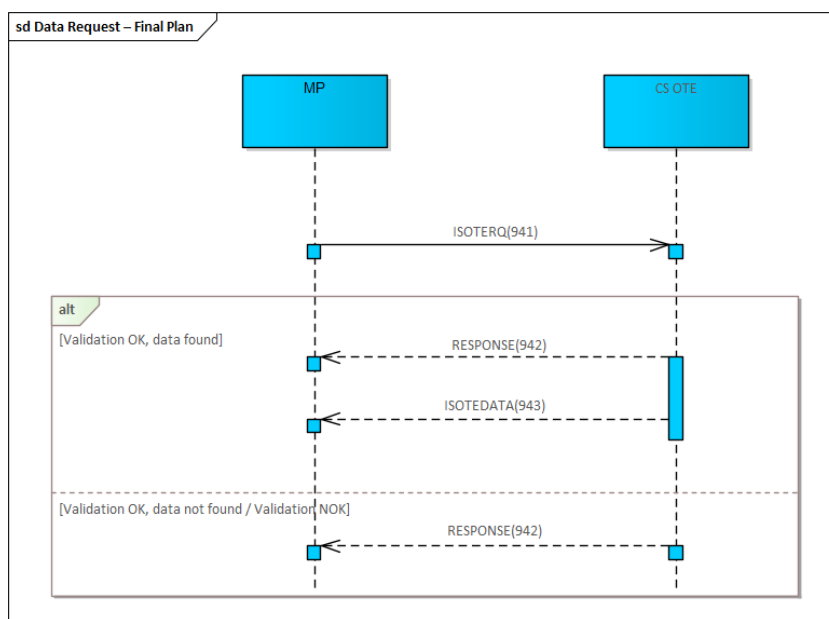 sd Data Request – Final Plan
MP
CS OTE
ISOTERQ(941)
alt
[Validation OK, data found]
RESPONSE(942)
ISOTEDATA(943)
[Validation OK, data not found / Validation NOK]
RESPONSE(942)